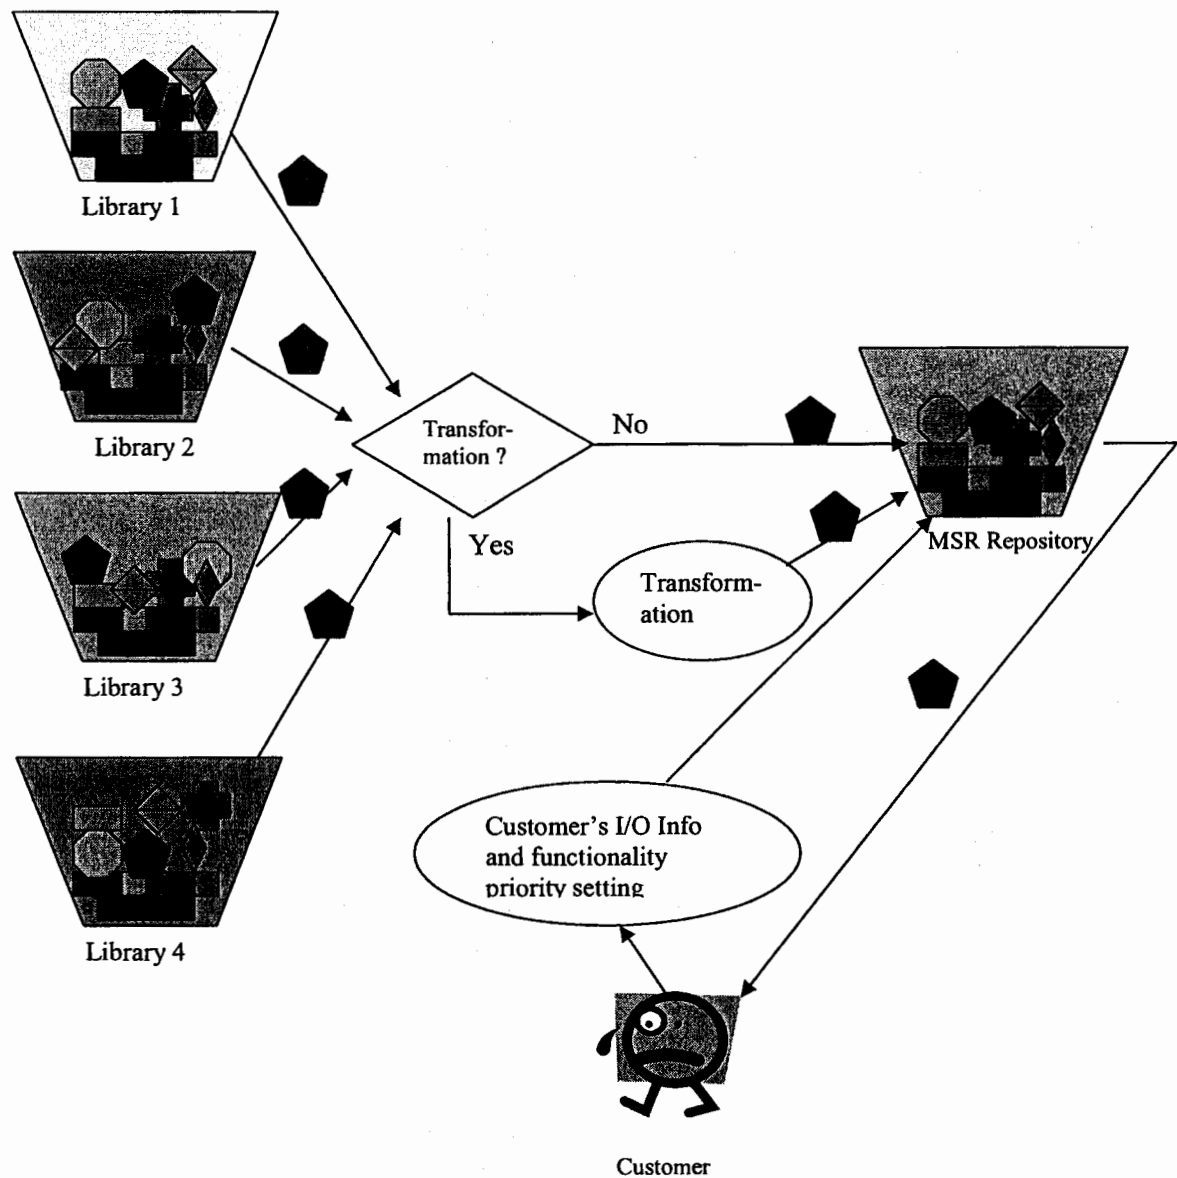 Library 1
Library 2
Transfor-
mation ?
No
MSR Repository
Yes
Transform-
ation
Library 3
Customer's I/O Info
and functionality
priority setting
Library 4
Customer